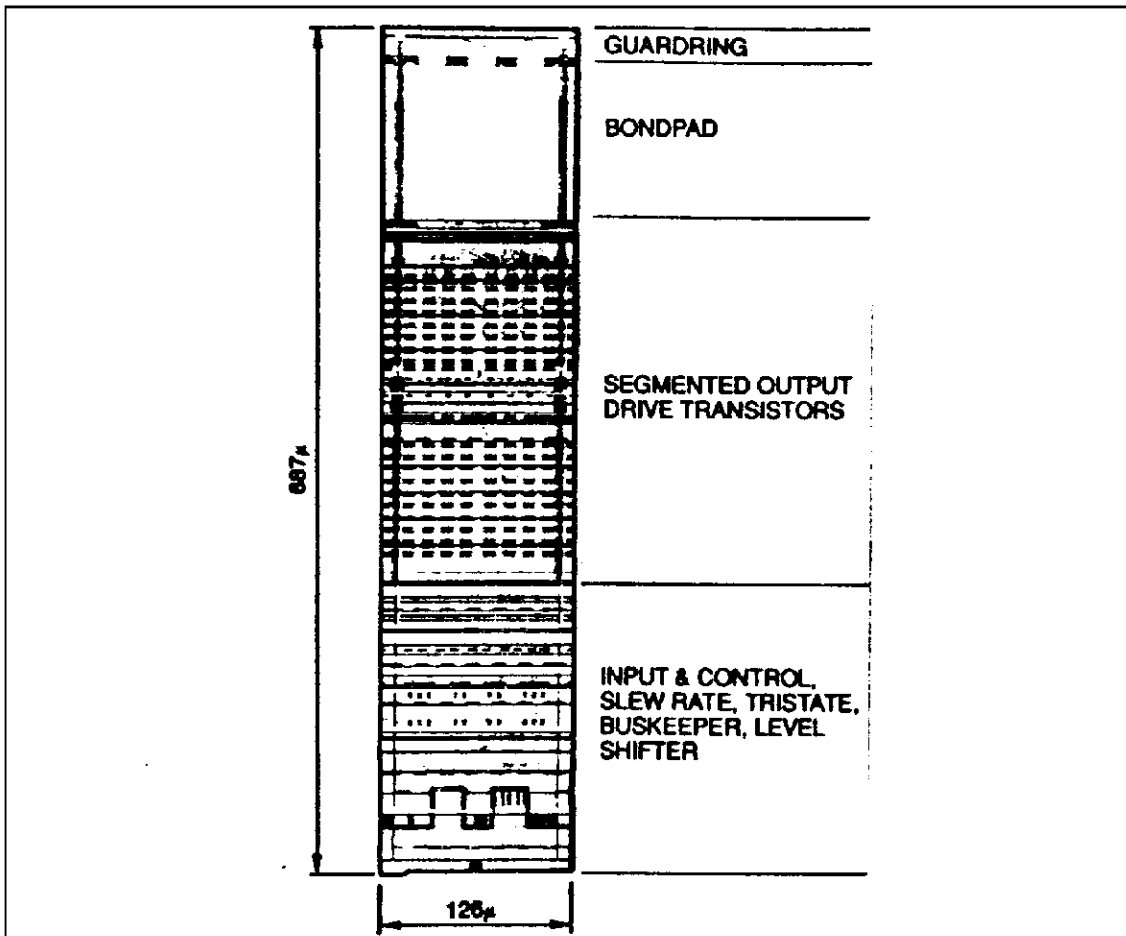 GUARDRING
BONDPAD
SEGMENTED OUTPUT
DRIVE TRANSISTORS
INPUT & CONTROL,
SLEW RATE, TRISTATE,
BUSKEEPER, LEVEL
SHIFTER
126µ